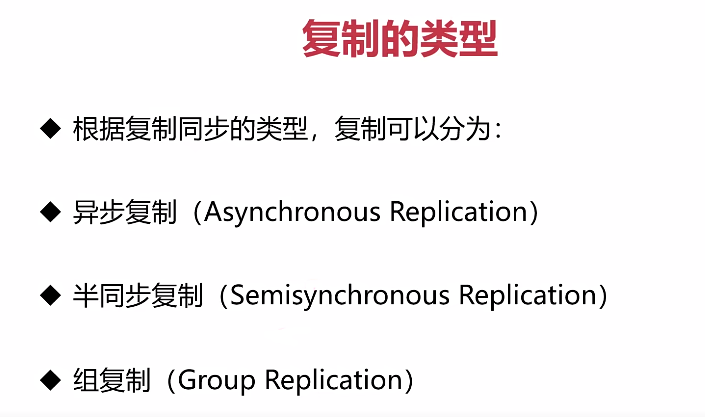 复制的类型
◆ 根据复制同步的类型，复制可以分为：
◆ 异步复制（Asynchronous Replication）
◆ 半同步复制（Semisynchronous Replication）
◆ 组复制（Group Replication）